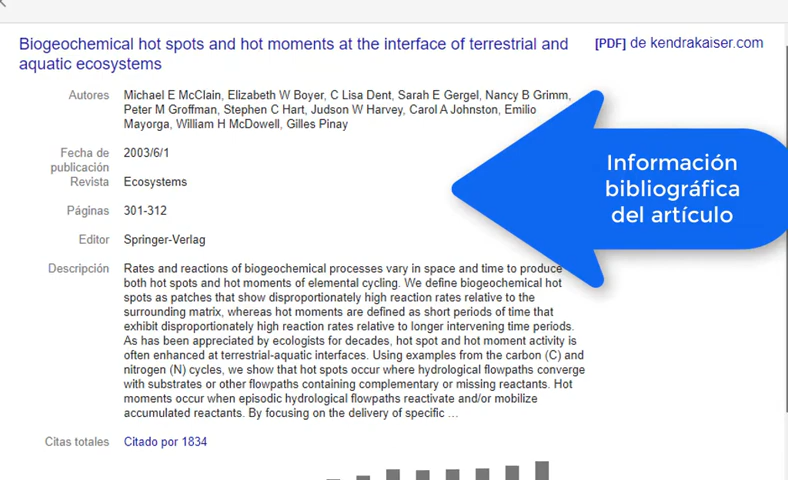 Biogeochemical hot spots and hot moments at the interface of terrestrial and
aquatic ecosystems
[PDF] de kendrakaiser.com
Autores
Michael E McClain, Elizabeth W Boyer, C Lisa Dent, Sarah E Gergel, Nancy B Grimm,
Peter M Groffman, Stephen C Hart, Judson W Harvey, Carol A Johnston, Emilio
Mayorga, William H McDowell, Gilles Pinay
Fecha de
publicación
2003/6/1
Revista
Ecosystems
Páginas
301-312
Editor
Springer-Verlag
Descripción
Rates and reactions of biogeochemical processes vary in space and time to produce
both hot spots and hot moments of elemental cycling. We define biogeochemical hot
spots as patches that show disproportionately high reaction rates relative to the
surrounding matrix, whereas hot moments are defined as short periods of time that
exhibit disproportionately high reaction rates relative to longer intervening time periods.
As has been appreciated by ecologists for decades, hot spot and hot moment activity is
often enhanced at terrestrial-aquatic interfaces. Using examples from the carbon (C) and
nitrogen (N) cycles, we show that hot spots occur where hydrological flowpaths converge
with substrates or other flowpaths containing complementary or missing reactants. Hot
moments occur when episodic hydrological flowpaths reactivate and/or mobilize
accumulated reactants. By focusing on the delivery of specific …
Citas totales
Citado por 1834
Información
bibliográfica
del artículo